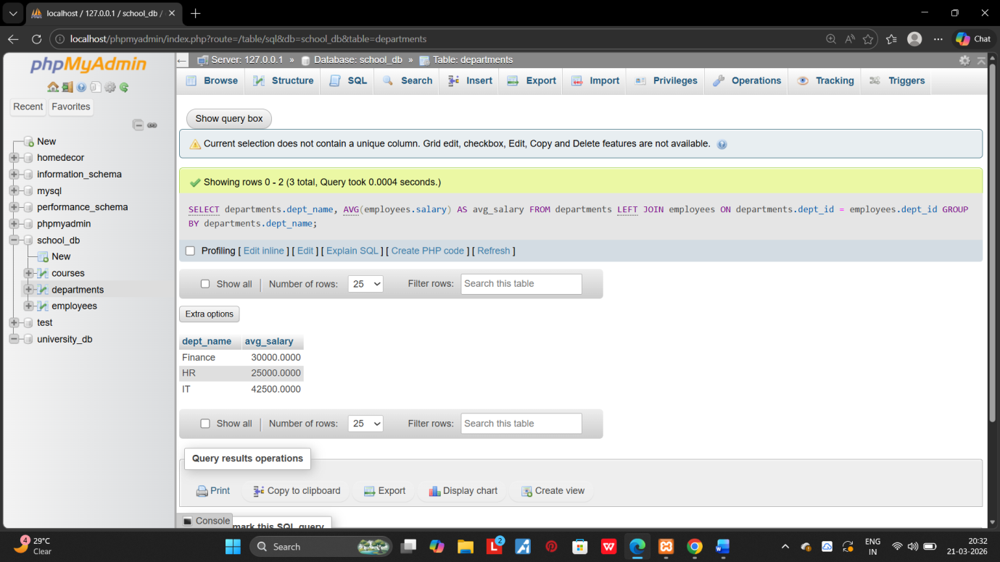 localhost / 127.0.0.1 / school_db /
localhost/phpmyadmin/index.php?route=/table/sql&db=school_db&table=departments
Chat
phpMyAdmin
Recent Favorites
New
homedecor
information_schema
mysql
performance_schema
phpmyadmin
school_db
New
courses
departments
employees
test
university_db
Server: 127.0.0.1 » Database: school_db » Table: departments
Browse Structure SQL Search Insert Export Import Privileges Operations Tracking Triggers
Show query box
Current selection does not contain a unique column. Grid edit, checkbox, Edit, Copy and Delete features are not available.
Showing rows 0 - 2 (3 total, Query took 0.0004 seconds.)
SELECT departments.dept_name, AVG(employees.salary) AS avg_salary FROM departments LEFT JOIN employees ON departments.dept_id = employees.dept_id GROUP
BY departments.dept_name;
Profiling [ Edit inline ] [ Edit ] [ Explain SQL ] [ Create PHP code ] [ Refresh ]
Show all | Number of rows: 25 Filter rows: Search this table
Extra options
dept_name avg_salary
Finance 30000.0000
HR 25000.0000
IT 42500.0000
Show all | Number of rows: 25 Filter rows: Search this table
Query results operations
Print Copy to clipboard Export Display chart Create view
Console
mark this SQL query
4 29°C
Clear
Search
2
ENG
IN
20:32
21-03-2026